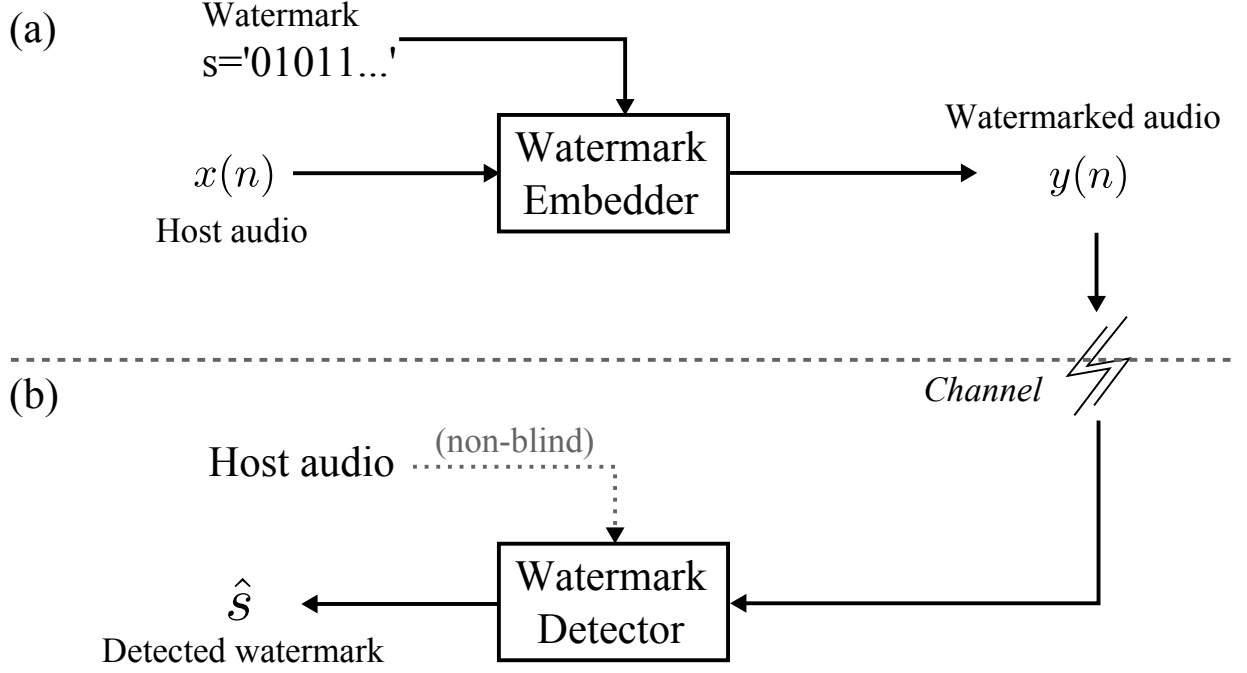 (a)
Watermark
s='01011...'
x(n)
Host audio
Watermark
Embedder
Watermarked audio
y(n)
Channel
(b)
(non-blind)
Host audio
Watermark
Detector
ŝ
Detected watermark